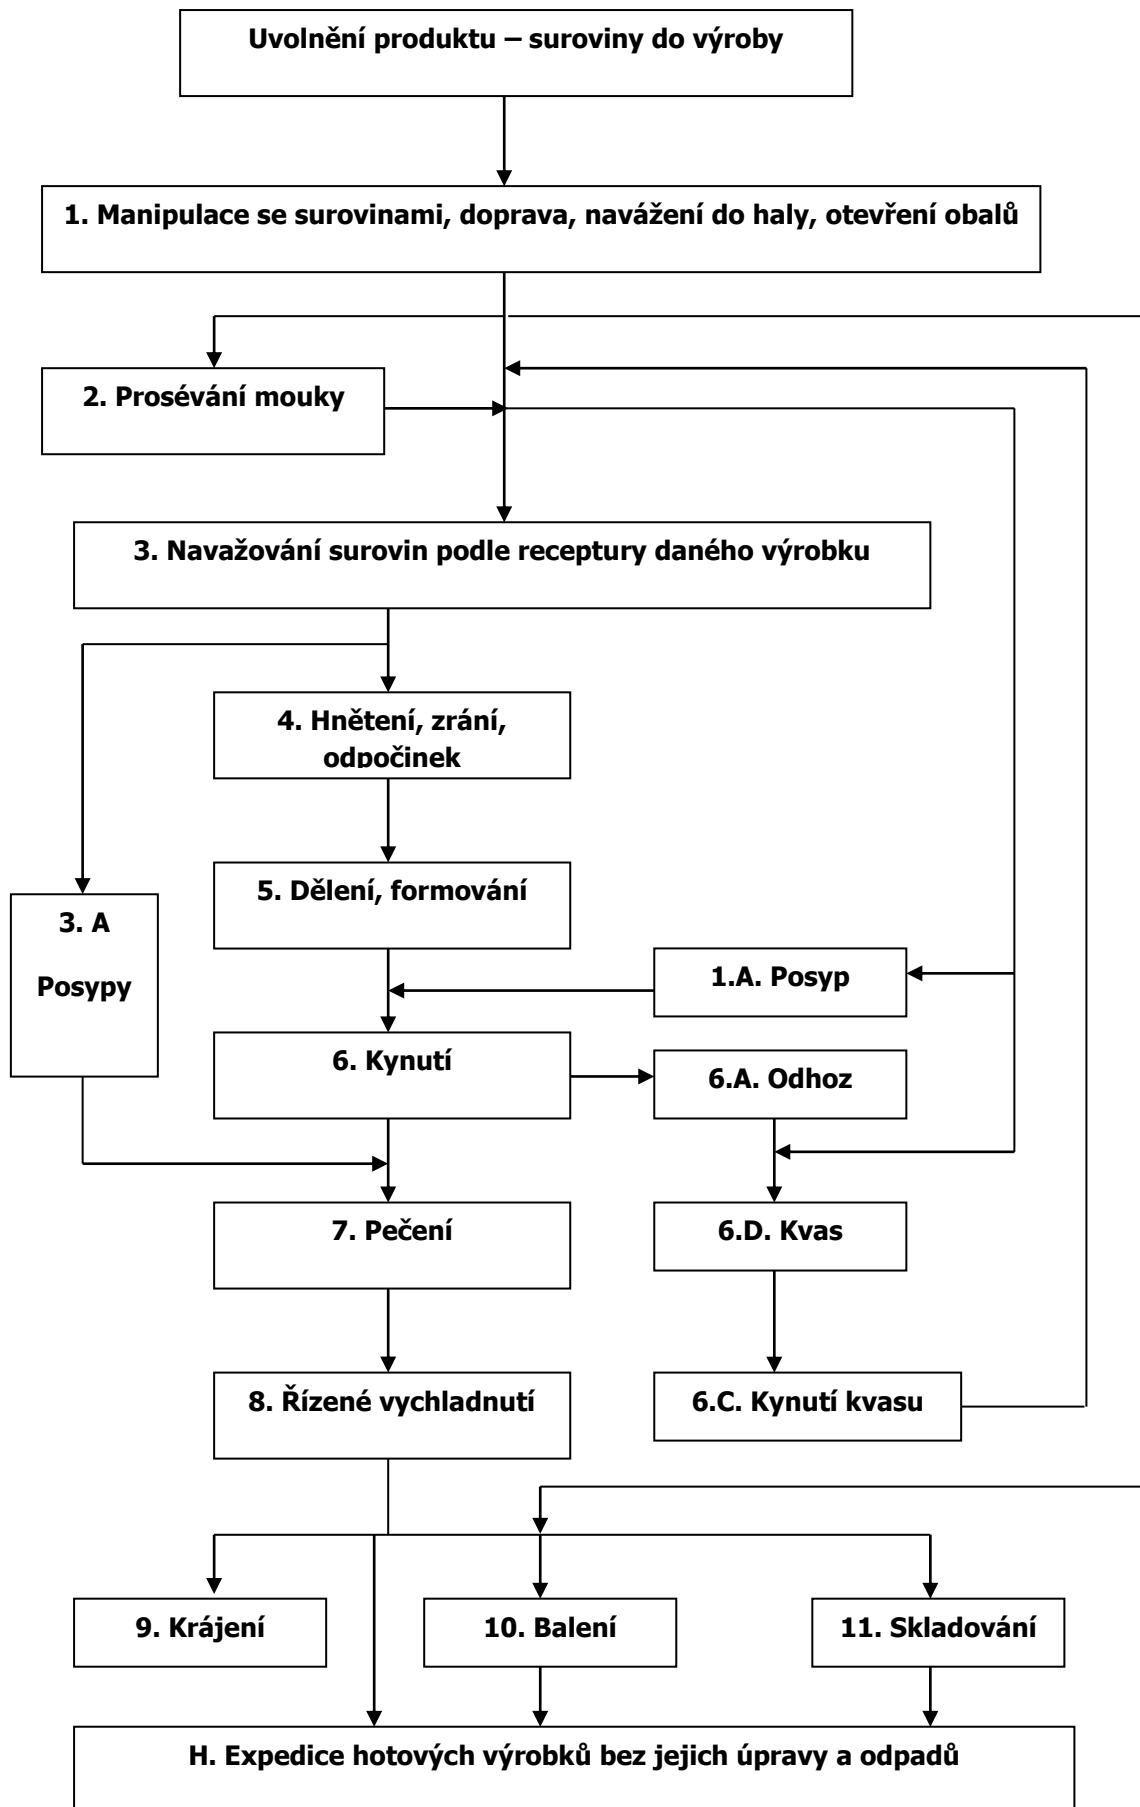 Uvolnění produktu – suroviny do výroby
1. Manipulace se surovinami, doprava, navážení do haly, otevření obalů
2. Prosévání mouky
3. Navažování surovin podle receptury daného výrobku
4. Hnětení, zrání,
odpočinek
5. Dělení, formování
3. A
Posypy
1.A. Posyp
6. Kynutí
6.A. Odhoz
7. Pečení
6.D. Kvas
8. Řízené vychladnutí
6.C. Kynutí kvasu
9. Krájení
10. Balení
11. Skladování
H. Expedice hotových výrobků bez jejich úpravy a odpadů